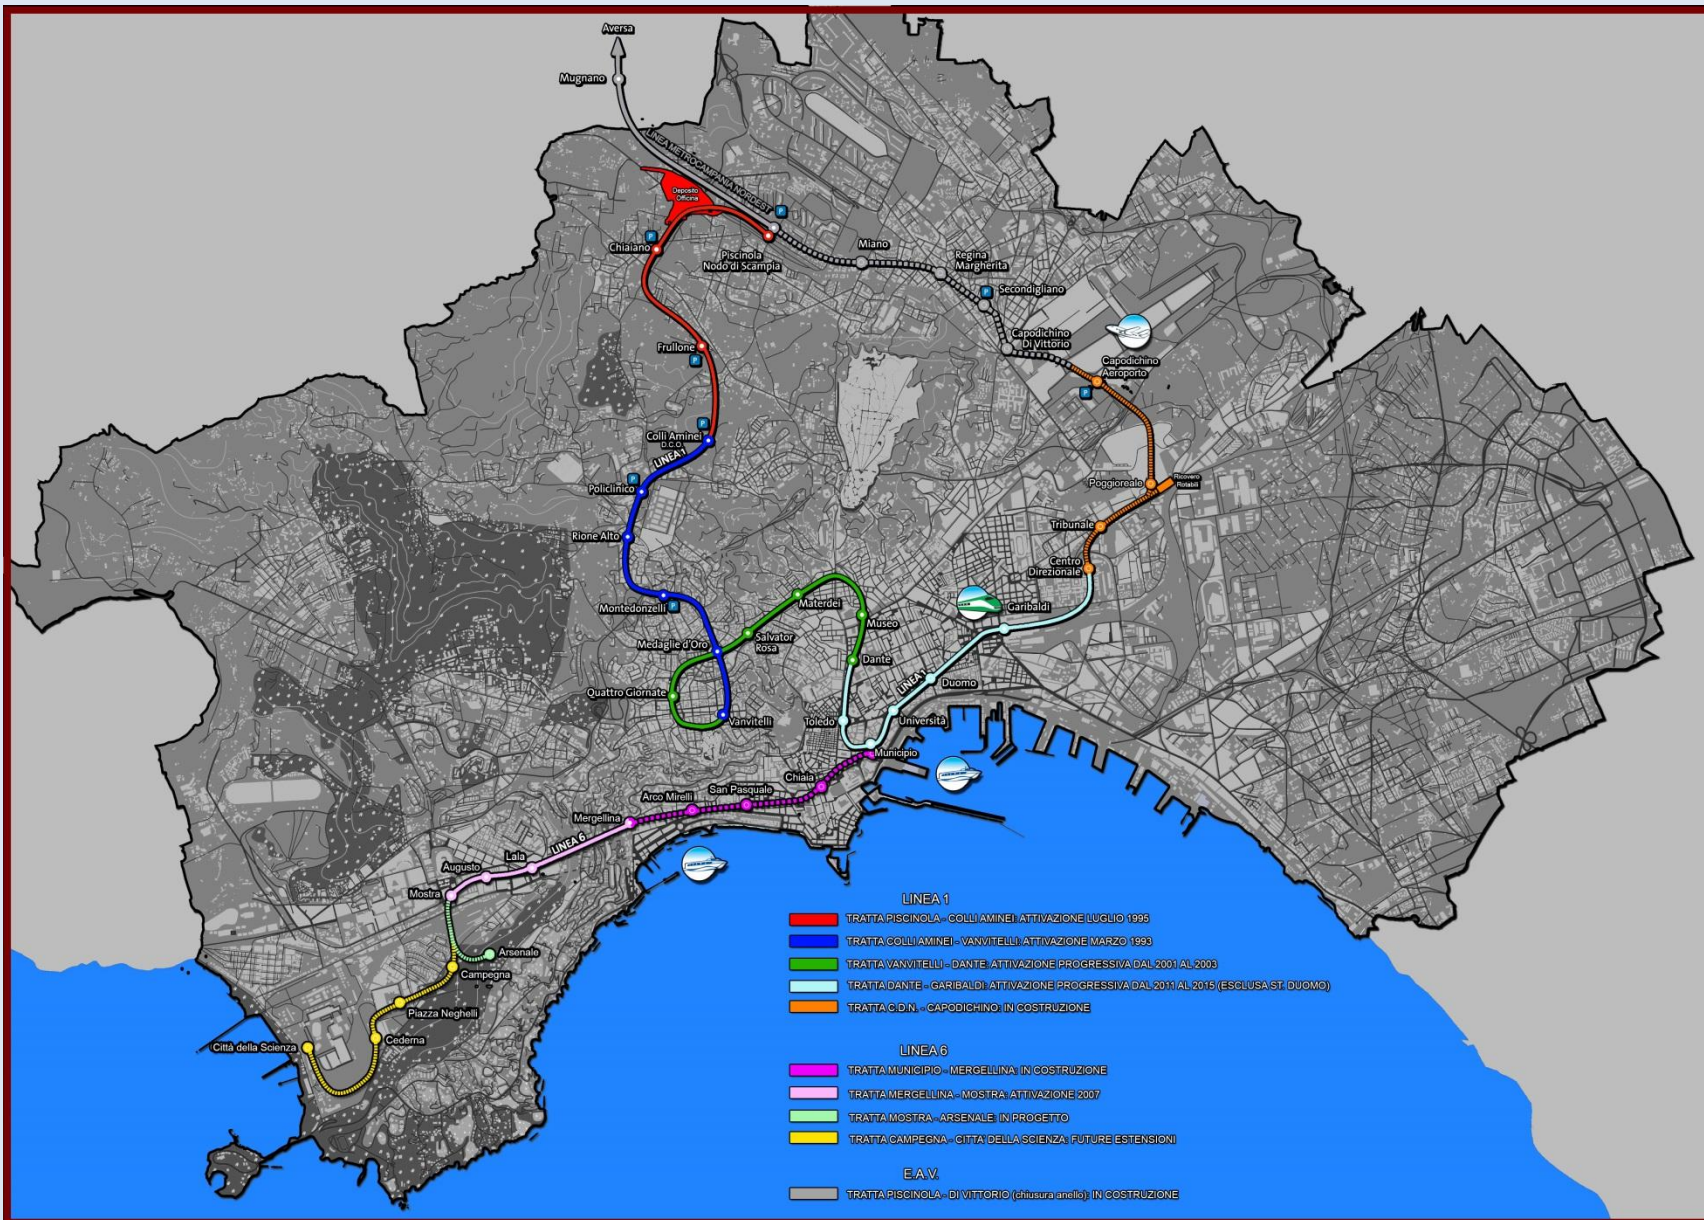 Aversa
Mugnano
LINEA METROCAMPANIA NORDEST
Deposito
Officina
P
P
Chiaiano
Piscinola
Nodo di Scampia
Miano
Regina
Margherita
P
Secondigliano
Capodichino
Di Vittorio
Frullone
P
Capodichino
Aeroporto
P
P
Colli Aminei
D.C.O.
LINEA 1
P
Policlinico
Poggioreale
Ricovero
Rotabili
Tribunale
Rione Alto
Centro
Direzionale
Montedonzelli
P
Materdei
Garibaldi
Museo
Medaglie d'Oro
Salvator
Rosa
Dante
Quattro Giornate
LINEA 1
Duomo
Vanvitelli
Toledo
Università
Municipio
Chiaia
San Pasquale
Arco Mirelli
Mergellina
LINEA 6
Lala
Augusto
Mostra
Arsenale
Campegna
Piazza Neghelli
Cederna
Città della Scienza
LINEA 1
TRATTA PISCINOLA - COLLI AMINEI: ATTIVAZIONE LUGLIO 1995
TRATTA COLLI AMINEI - VANVITELLI: ATTIVAZIONE MARZO 1993
TRATTA VANVITELLI - DANTE: ATTIVAZIONE PROGRESSIVA DAL 2001 AL 2003
TRATTA DANTE - GARIBALDI: ATTIVAZIONE PROGRESSIVA DAL 2011 AL 2015 (ESCLUSA ST. DUOMO)
TRATTA C.D.N. - CAPODICHINO: IN COSTRUZIONE
LINEA 6
TRATTA MUNICIPIO - MERGELLINA: IN COSTRUZIONE
TRATTA MERGELLINA - MOSTRA: ATTIVAZIONE 2007
TRATTA MOSTRA - ARSENALE: IN PROGETTO
TRATTA CAMPEGNA - CITTA' DELLA SCIENZA: FUTURE ESTENSIONI
E.A.V.
TRATTA PISCINOLA - DI VITTORIO (chiusura anello): IN COSTRUZIONE